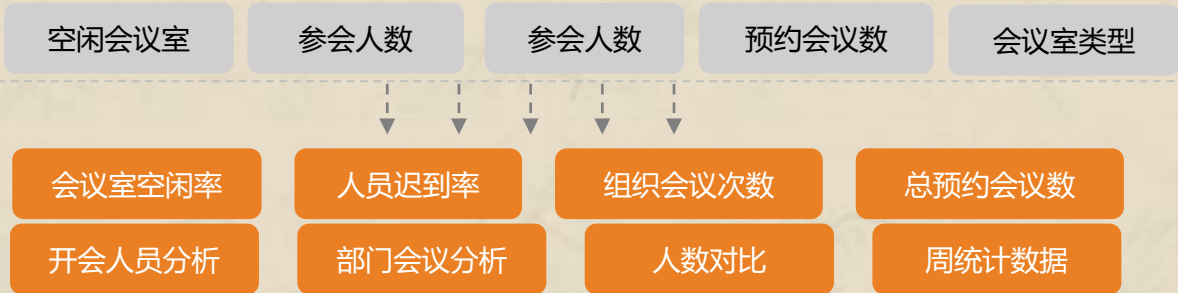 空闲会议室
参会人数
参会人数
预约会议数
会议室类型
会议室空闲率
人员迟到率
组织会议次数
总预约会议数
开会人员分析
部门会议分析
人数对比
周统计数据